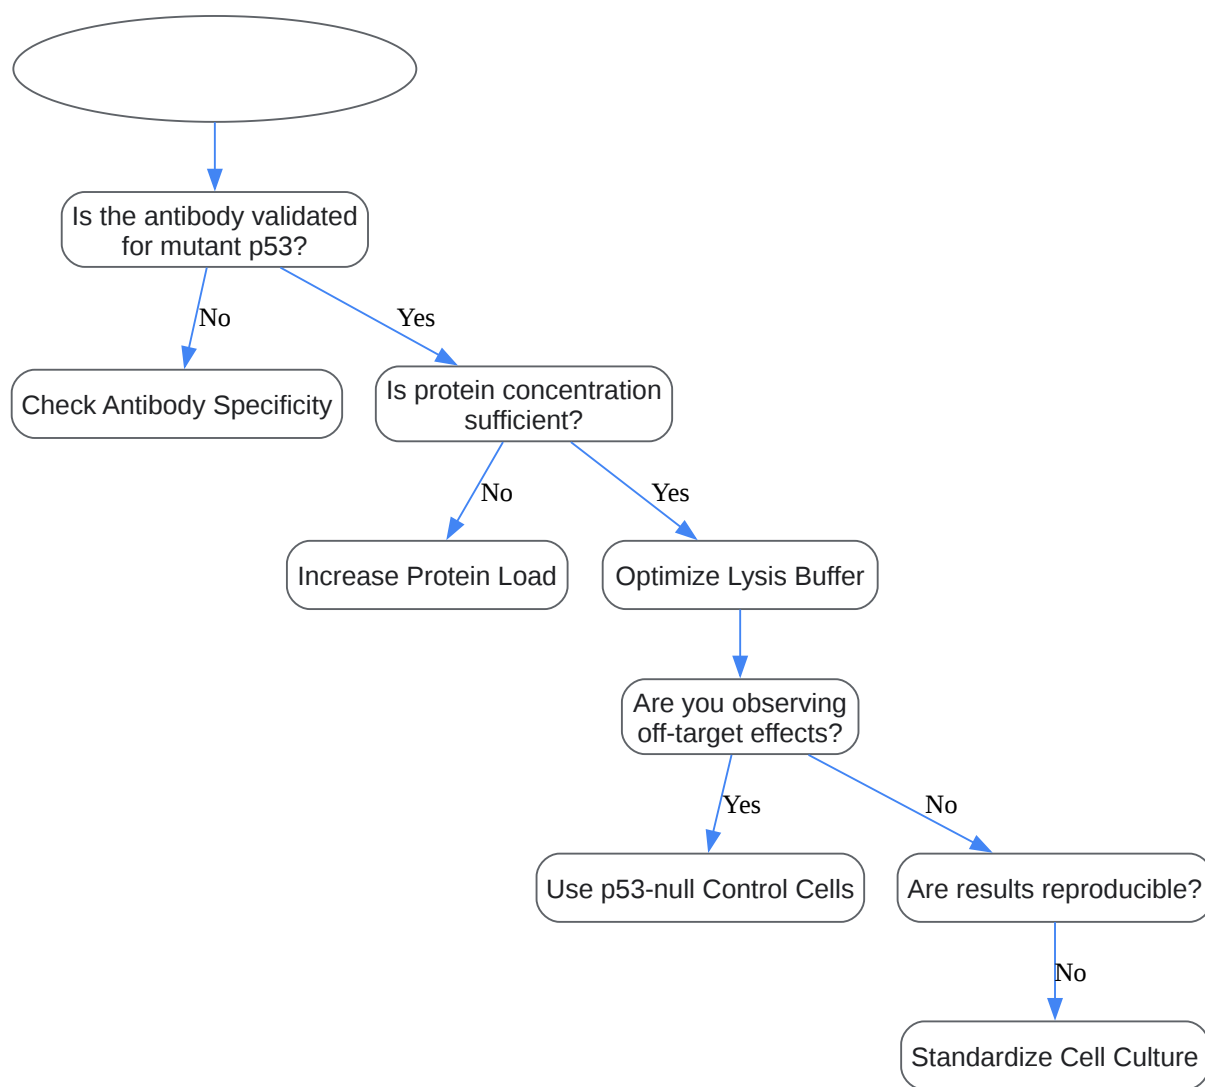 Is the antibody validated
for mutant p53?
No
Yes
Check Antibody Specificity
Is protein concentration
sufficient?
No
Yes
Increase Protein Load
Optimize Lysis Buffer
Are you observing
off-target effects?
Yes
No
Use p53-null Control Cells
Are results reproducible?
No
Standardize Cell Culture